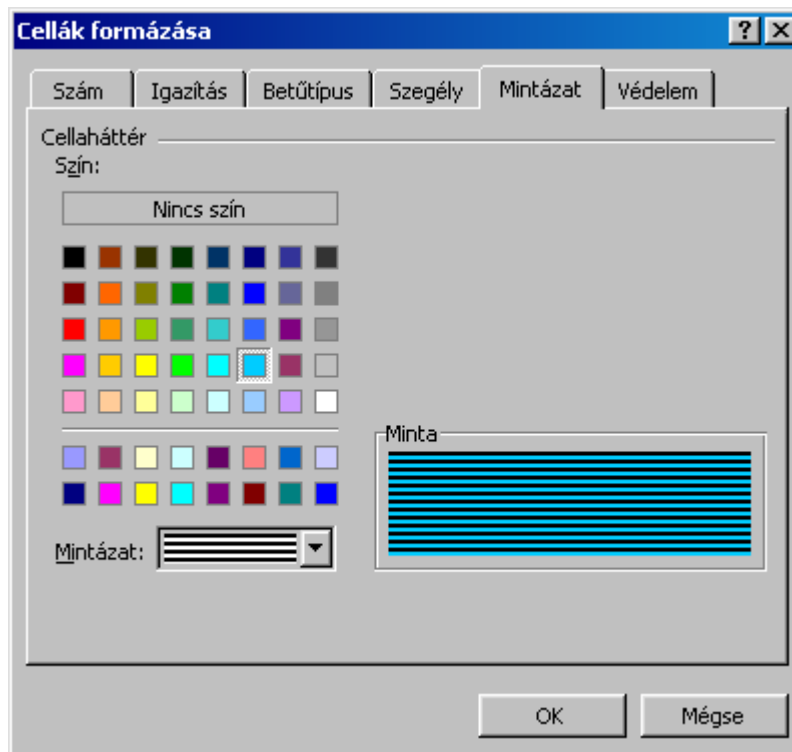 Cellák formázása
Szám Igazítás Betűtípus Szegély Mintázat Védelem
Cellaháttér
Szín:
Nincs szín
Minta
Mintázat:
OK Mégse